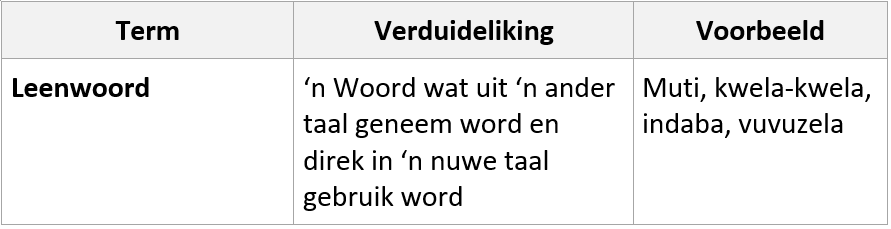 Term
Verduideliking
Voorbeeld
Leenwoord
‘n Woord wat uit ‘n ander
taal geneem word en
direk in ‘n nuwe taal
gebruik word
Muti, kwela-kwela,
indaba, vuvuzela